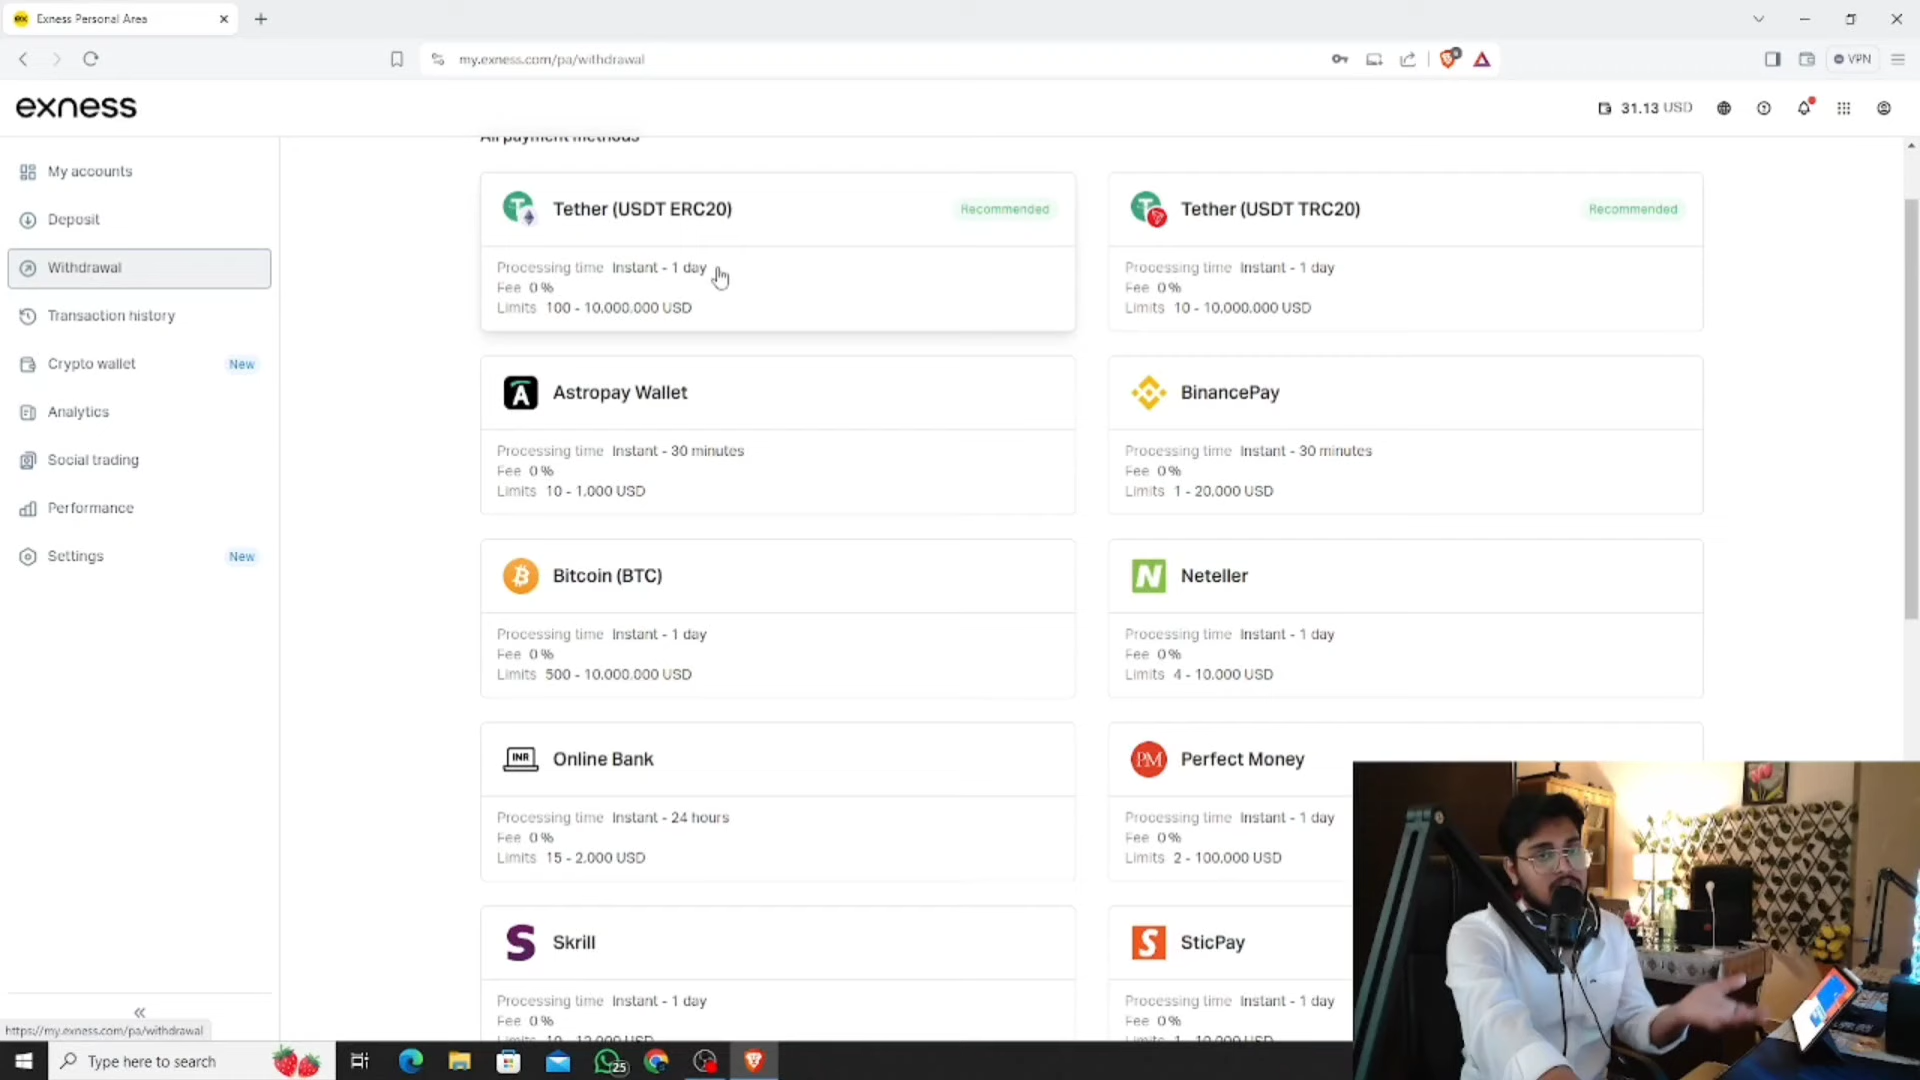 Exness Personal Area
my.exness.com/pa/withdrawal
VPN
exness
31.13 USD
My accounts
Deposit
Withdrawal
Transaction history
Crypto wallet New
Analytics
Social trading
Performance
Settings New
All payment methods
Tether (USDT ERC20) Recommended
Processing time Instant - 1 day
Fee 0%
Limits 100 - 10,000,000 USD
Tether (USDT TRC20) Recommended
Processing time Instant - 1 day
Fee 0%
Limits 10 - 10,000,000 USD
Astropay Wallet
Processing time Instant - 30 minutes
Fee 0%
Limits 10 - 1,000 USD
BinancePay
Processing time Instant - 30 minutes
Fee 0%
Limits 1 - 20,000 USD
Bitcoin (BTC)
Processing time Instant - 1 day
Fee 0%
Limits 500 - 10,000,000 USD
N Neteller
Processing time Instant - 1 day
Fee 0%
Limits 4 - 10,000 USD
INR Online Bank
Processing time Instant - 24 hours
Fee 0%
Limits 15 - 2,000 USD
PM Perfect Money
Processing time Instant - 1 day
Fee 0%
Limits 2 - 100,000 USD
S Skrill
Processing time Instant - 1 day
Fee 0%
S SticPay
Processing time Instant - 1 day
Fee 0%
https://my.exness.com/pa/withdrawal
Type here to search
25